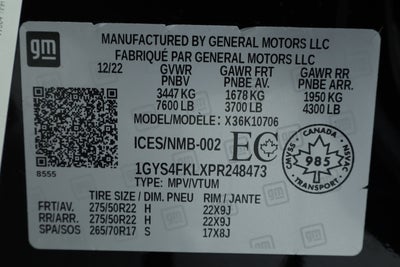 gm
MANUFACTURED BY GENERAL MOTORS LLC
FABRIQUÉ PAR GENERAL MOTORS LLC
12/22 GVWR GAWR FRT GAWR RR
PNBV PNBE AV. PNBE ARR.
3447 KG 1678 KG 1950 KG
7600 LB 3700 LB 4300 LB
MODEL/MODÈLE: X36K10706
8555
ICES/NMB-002 EC
CANADA
CMVSS 985 NSVAC
TRANSPORT
1GYS4FKLXPR248473
TYPE: MPV/VTUM
TIRE SIZE / DIM. PNEU RIM / JANTE
FRT/AV. 275/50R22 H 22X9J
RR/ARR. 275/50R22 H 22X9J
SPA/SOS 265/70R17 S 17X8J
gm